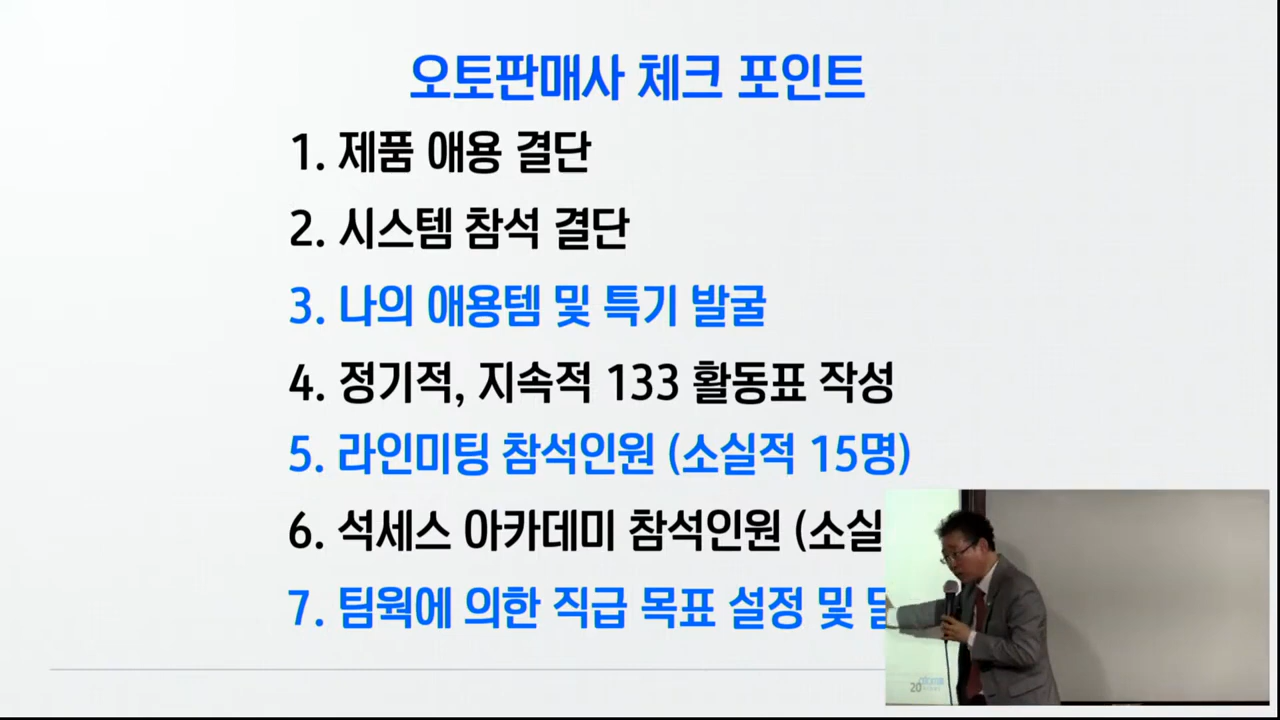 오토판매사 체크 포인트
1. 제품 애용 결단
2. 시스템 참석 결단
3. 나의 애용템 및 특기 발굴
4. 정기적, 지속적 133 활동표 작성
5. 라인미팅 참석인원 (소실적 15명)
6. 석세스 아카데미 참석인원 (소실
7. 팀웍에 의한 직급 목표 설정 및
20